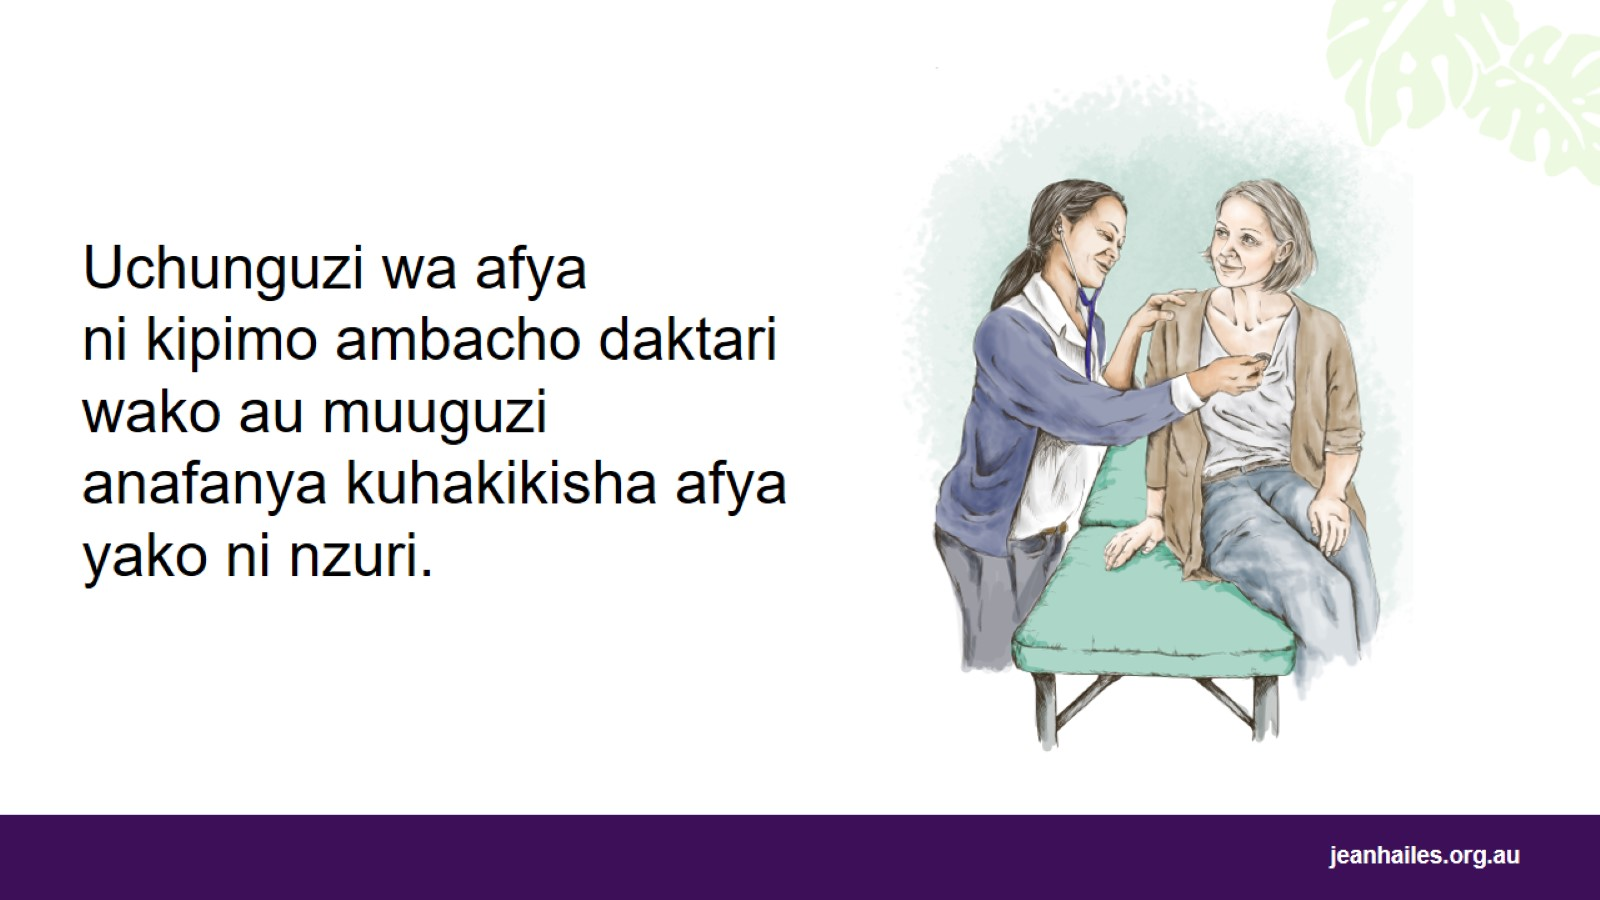 Uchunguzi wa afya
ni kipimo ambacho daktari
wako au muuguzi
anafanya kuhakikisha afya
yako ni nzuri.
jeanhailes.org.au